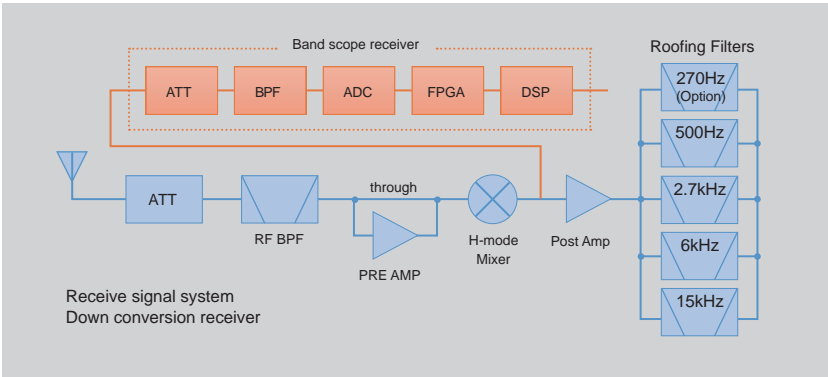 Band scope receiver
Roofing Filters
ATT
BPF
ADC
FPGA
DSP
270Hz
(Option)
500Hz
2.7kHz
6kHz
15kHz
ATT
RF BPF
through
PRE AMP
H-mode
Mixer
Post Amp
Receive signal system
Down conversion receiver